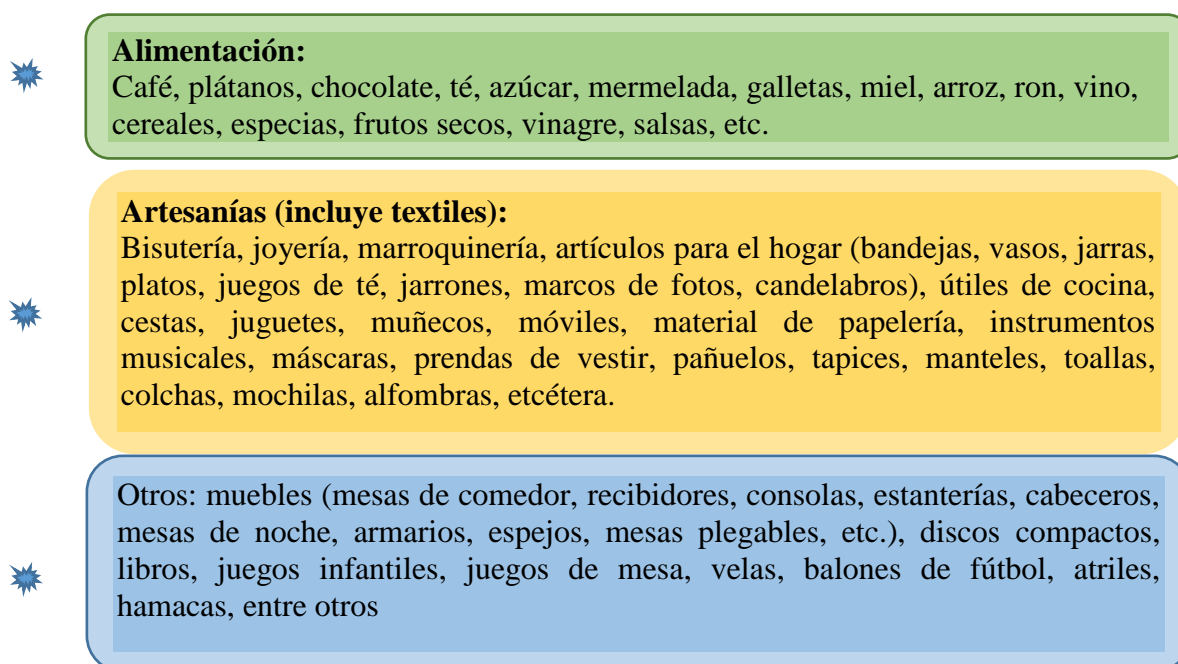 Alimentación:
Café, plátanos, chocolate, té, azúcar, mermelada, galletas, miel, arroz, ron, vino,
cereales, especias, frutos secos, vinagre, salsas, etc.
Artesanías (incluye textiles):
Bisutería, joyería, marroquinería, artículos para el hogar (bandejas, vasos, jarras,
platos, juegos de té, jarrones, marcos de fotos, candelabros), útiles de cocina,
cestas, juguetes, muñecos, móviles, material de papelería, instrumentos
musicales, máscaras, prendas de vestir, pañuelos, tapices, manteles, toallas,
colchas, mochilas, alfombras, etcétera.
Otros: muebles (mesas de comedor, recibidores, consolas, estanterías, cabeceros,
mesas de noche, armarios, espejos, mesas plegables, etc.), discos compactos,
libros, juegos infantiles, juegos de mesa, velas, balones de fútbol, atriles,
hamacas, entre otros